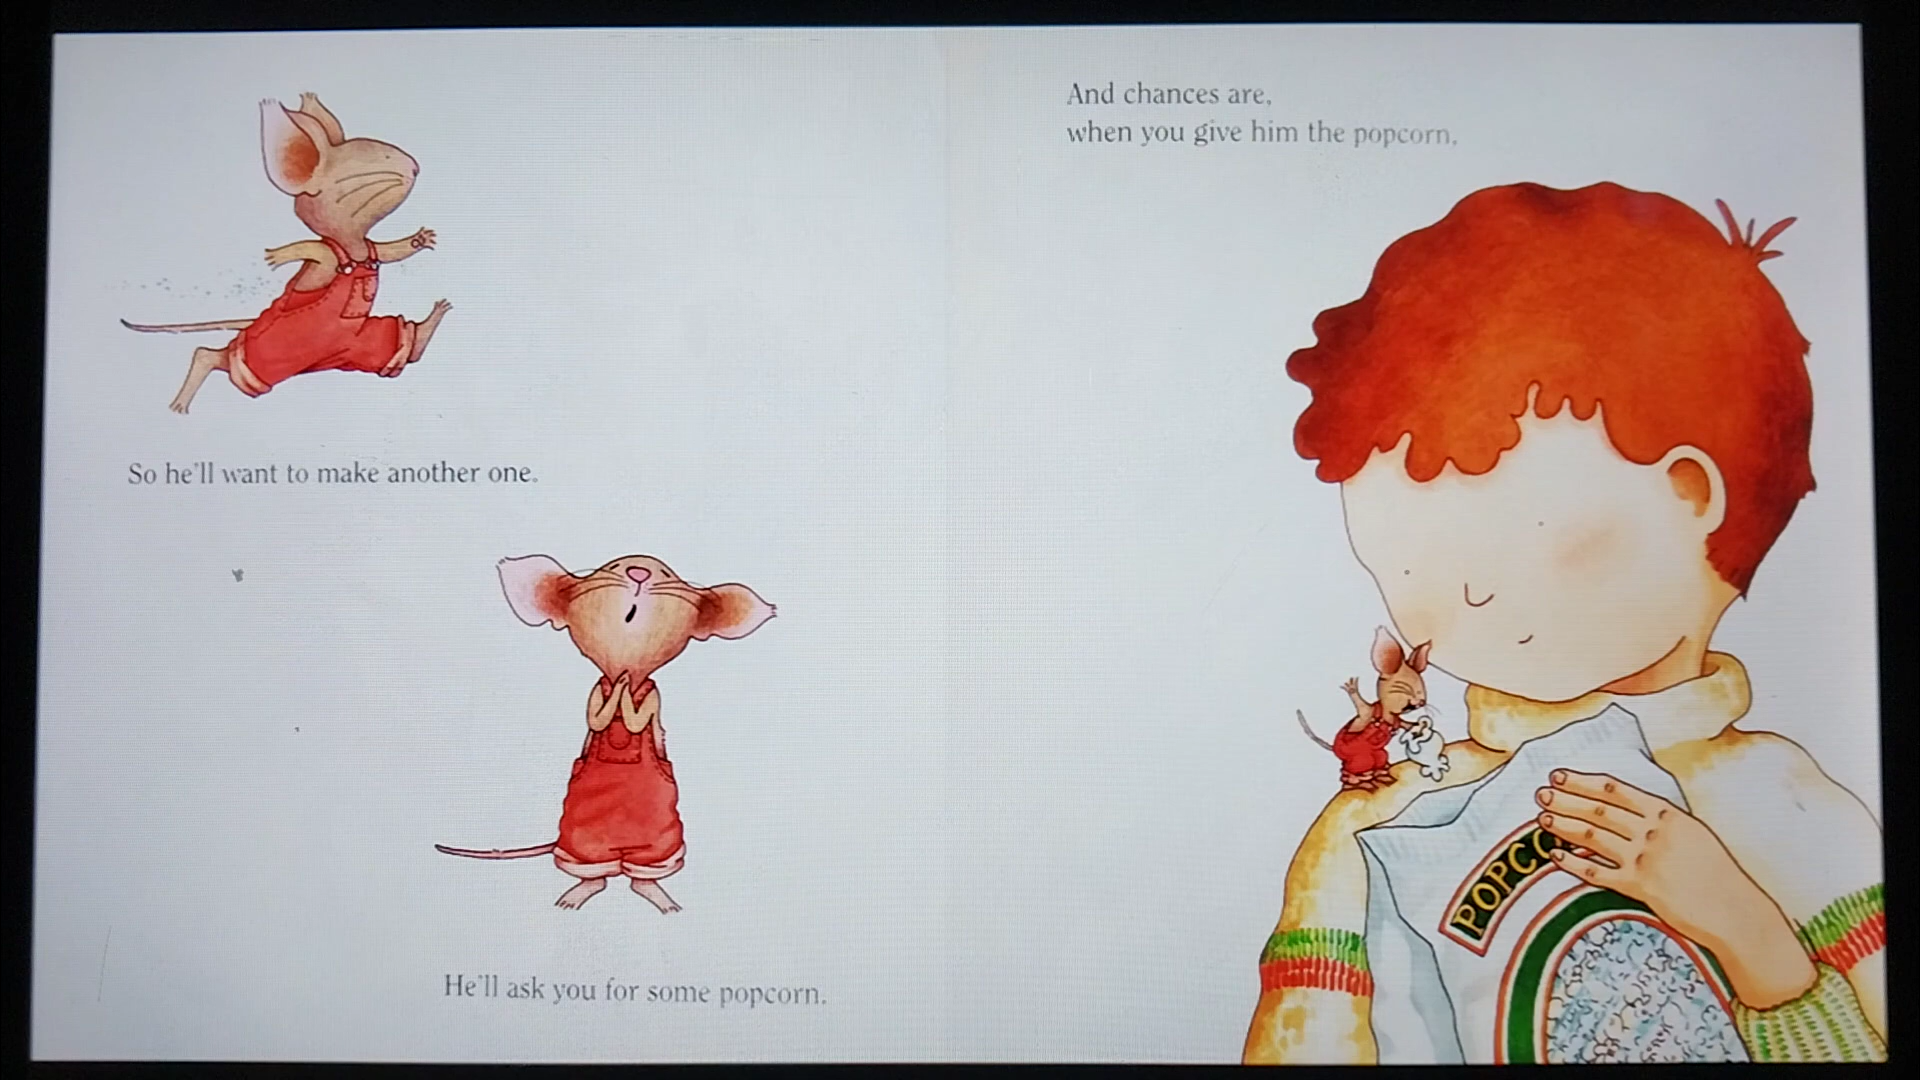 So he'll want to make another one.
He'll ask you for some popcorn.
And chances are,
when you give him the popcorn,
POPCO